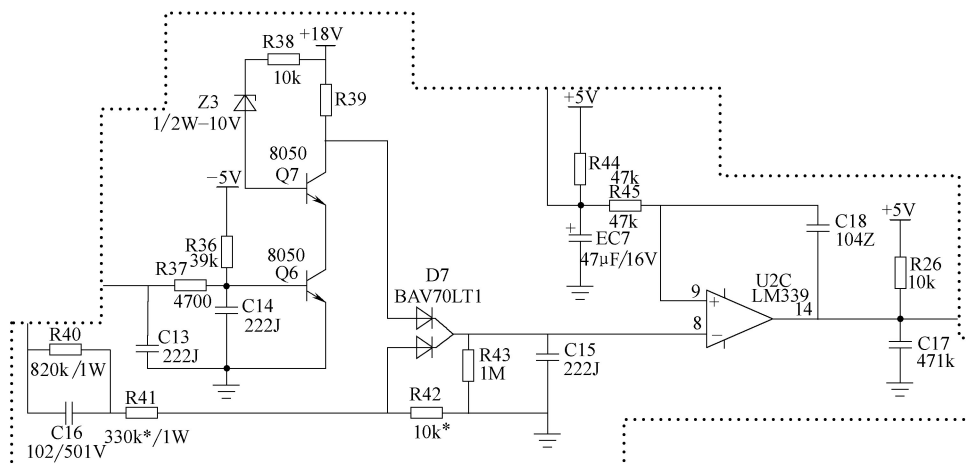 R38
+18V
10k
R39
Z3
1/2W-10V
8050
Q7
−5V
R36
39k
8050
Q6
R37
4700
C14
222J
C13
222J
R40
820k/1W
C16
102/501V
R41
330k*/1W
D7
BAV70LT1
R43
1M
R42
10k*
C15
222J
+5V
R44
47k
R45
47k
+
EC7
47μF/16V
C18
104Z
+5V
R26
10k
U2C
LM339
9
+
8
−
14
C17
471k